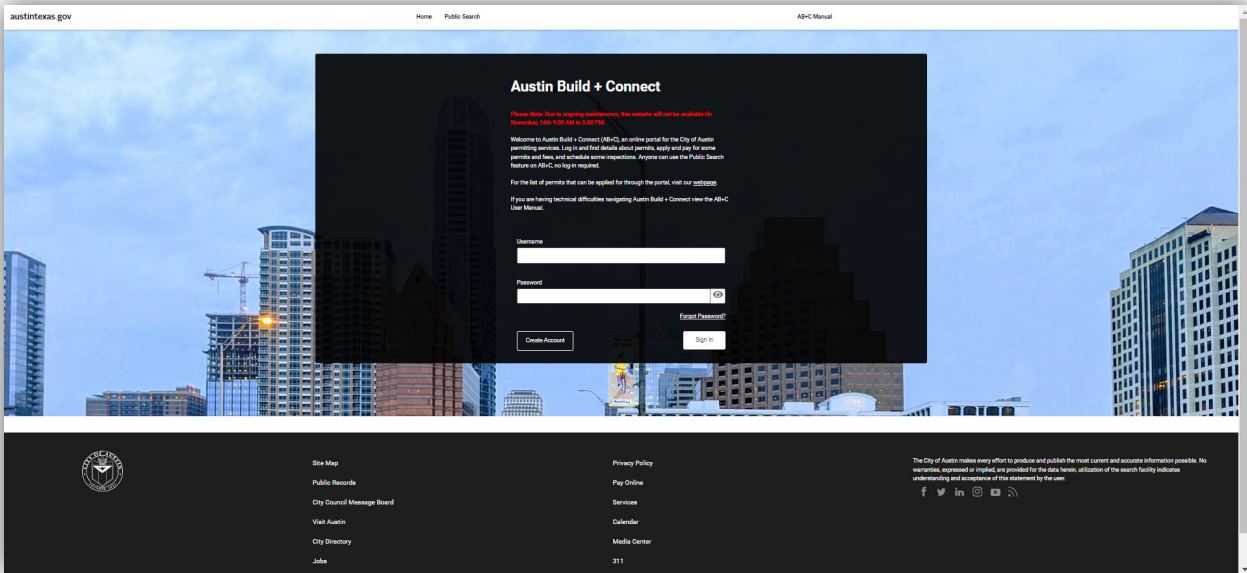 austintexas.gov
Home
Public Search
AB+C Manual
Austin Build + Connect
Please Note: Due to ongoing maintenance, this website will not be available On
November, 16th 9:00 AM to 5:00 PM.
Welcome to Austin Build + Connect (AB+C), an online portal for the City of Austin
permitting services. Log in and find details about permits, apply and pay for some
permits and fees, and schedule some inspections. Anyone can use the Public Search
feature on AB+C, no log-in required.
For the list of permits that can be applied for through the portal, visit our webpage.
If you are having technical difficulties navigating Austin Build + Connect view the AB+C
User Manual.
Username
Password
Forgot Password?
Create Account
Sign In
CITY OF AUSTIN
Site Map
Public Records
City Council Message Board
Visit Austin
City Directory
Jobs
Privacy Policy
Pay Online
Services
Calendar
Media Center
311
The City of Austin makes every effort to produce and publish the most current and accurate information possible. No
warranties, expressed or implied, are provided for the data herein, utilization of the search facility indicates
understanding and acceptance of this statement by the user.